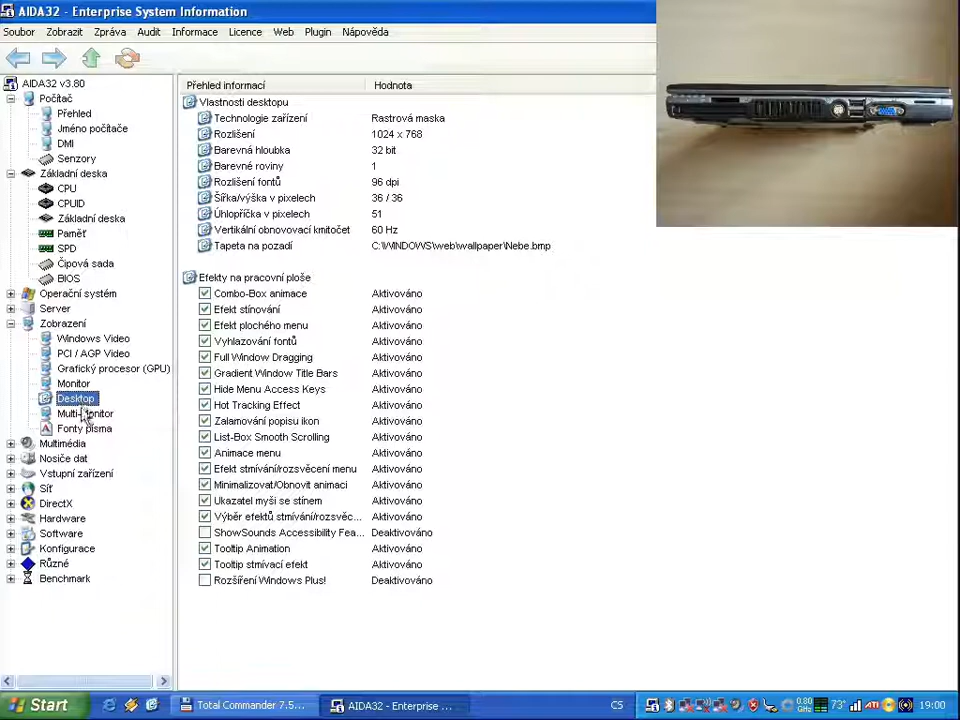 AIDA32 - Enterprise System Information
Soubor Zobrazit Zpráva Audit Informace Licence Web Plugin Nápověda
AIDA32 v3.80
Počítač
Přehled
Jméno počítače
DMI
Senzory
Základní deska
CPU
CPUID
Základní deska
Paměť
SPD
Čipová sada
BIOS
Operační systém
Server
Zobrazení
Windows Video
PCI / AGP Video
Grafický procesor (GPU)
Monitor
Desktop
Multi-Monitor
Fonty písma
Multimédia
Nosiče dat
Vstupní zařízení
Síť
DirectX
Hardware
Software
Konfigurace
Různé
Benchmark
Přehled informací Hodnota
Vlastnosti desktopu
Technologie zařízení Rastrová maska
Rozlišení 1024 x 768
Barevná hloubka 32 bit
Barevné roviny 1
Rozlišení fontů 96 dpi
Šířka/výška v pixelech 36 / 36
Úhlopříčka v pixelech 51
Vertikální obnovovací kmitočet 60 Hz
Tapeta na pozadí C:\WINDOWS\web\wallpaper\Nebe.bmp
Efekty na pracovní ploše
Combo-Box animace Aktivováno
Efekt stínování Aktivováno
Efekt plochého menu Aktivováno
Vyhlazování fontů Aktivováno
Full Window Dragging Aktivováno
Gradient Window Title Bars Aktivováno
Hide Menu Access Keys Aktivováno
Hot Tracking Effect Aktivováno
Zalamování popisu ikon Aktivováno
List-Box Smooth Scrolling Aktivováno
Animace menu Aktivováno
Efekt stmívání/rozsvěcení menu Aktivováno
Minimalizovat/Obnovit animaci Aktivováno
Ukazatel myši se stínem Aktivováno
Výběr efektů stmívání/rozsvěc... Aktivováno
ShowSounds Accessibility Fea... Deaktivováno
Tooltip Animation Aktivováno
Tooltip stmívací efekt Aktivováno
Rozšíření Windows Plus! Deaktivováno
Start Total Commander 7.5... AIDA32 - Enterprise ... CS 0.80 GHz 73° ATI 19:00